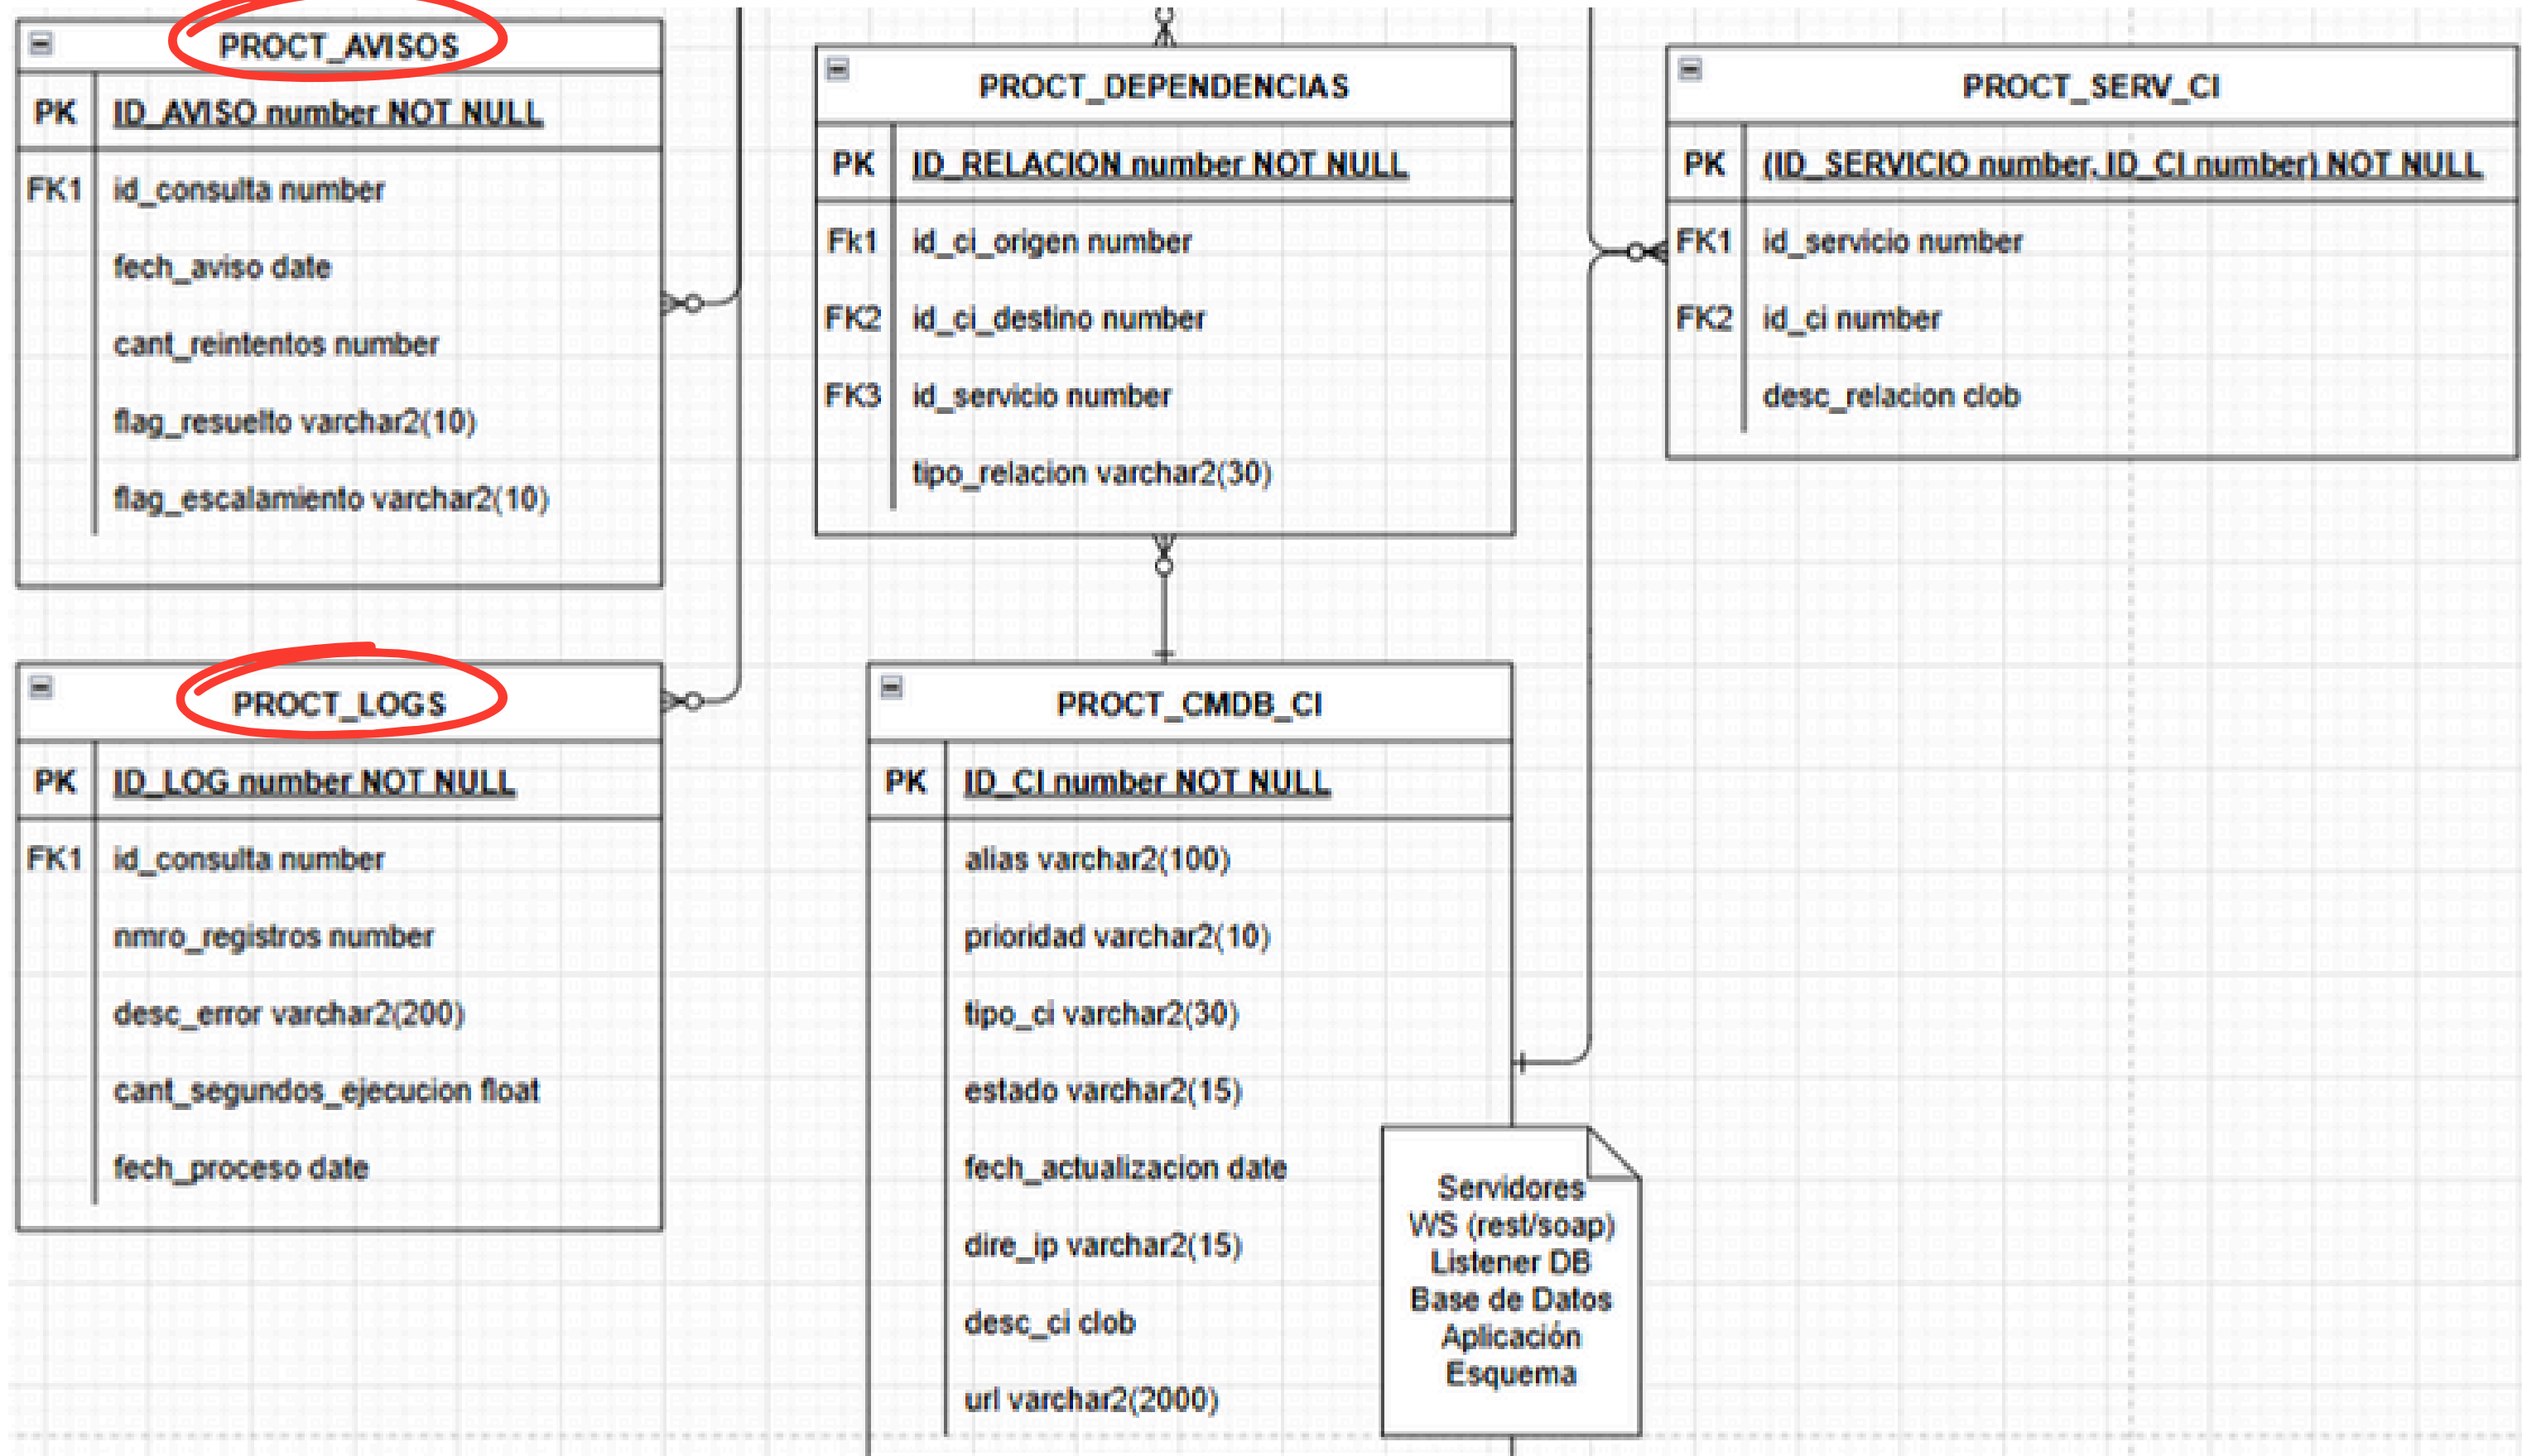 PROCT_AVISOS
PK ID_AVISO number NOT NULL
FK1 id_consulta number
fech_aviso date
cant_reintentos number
flag_resuelto varchar2(10)
flag_escalamiento varchar2(10)
PROCT_DEPENDENCIAS
PK ID_RELACION number NOT NULL
Fk1 id_ci_origen number
FK2 id_ci_destino number
FK3 id_servicio number
tipo_relacion varchar2(30)
PROCT_SERV_CI
PK (ID_SERVICIO number, ID_CI number) NOT NULL
FK1 id_servicio number
FK2 id_ci number
desc_relacion clob
PROCT_LOGS
PK ID_LOG number NOT NULL
FK1 id_consulta number
nmro_registros number
desc_error varchar2(200)
cant_segundos_ejecucion float
fech_proceso date
PROCT_CMDB_CI
PK ID_CI number NOT NULL
alias varchar2(100)
prioridad varchar2(10)
tipo_ci varchar2(30)
estado varchar2(15)
fech_actualizacion date
dire_ip varchar2(15)
desc_ci clob
url varchar2(2000)
Servidores
WS (rest/soap)
Listener DB
Base de Datos
Aplicación
Esquema